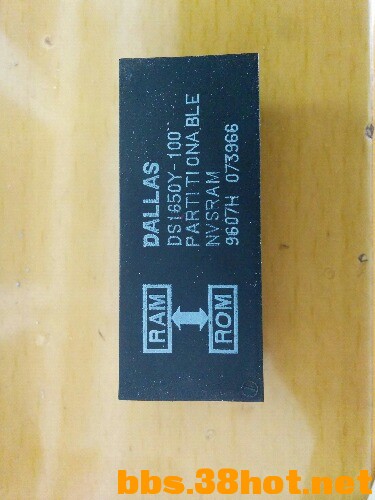 DALLAS
DS1650Y-100
PARTITIONABLE
NVSRAM
9607H 073966
RAM
ROM
bbs.38hot.net